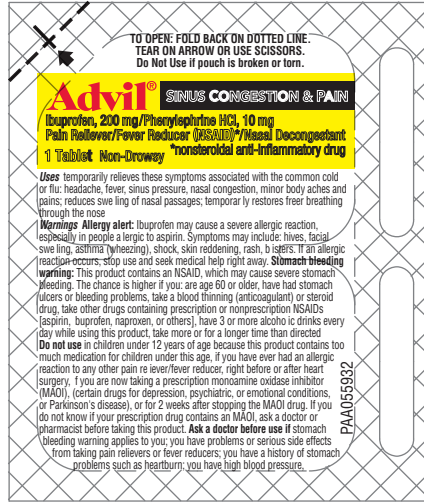 TO OPEN: FOLD BACK ON DOTTED LINE.
TEAR ON ARROW OR USE SCISSORS.
Do Not Use if pouch is broken or torn.
Advil® SINUS CONGESTION & PAIN
Ibuprofen, 200 mg/Phenylephrine HCl, 10 mg
Pain Reliever/Fever Reducer (NSAID)*/Nasal Decongestant
1 Tablet Non-Drowsy *nonsteroidal anti-inflammatory drug
Uses temporarily relieves these symptoms associated with the common cold
or flu: headache, fever, sinus pressure, nasal congestion, minor body aches and
pains; reduces swe ling of nasal passages; temporar ly restores freer breathing
through the nose
Warnings Allergy alert: Ibuprofen may cause a severe allergic reaction,
especially in people a lergic to aspirin. Symptoms may include: hives, facial
swe ling, asthma (wheezing), shock, skin reddening, rash, b isters. If an allergic
reaction occurs, stop use and seek medical help right away. Stomach bleeding
warning: This product contains an NSAID, which may cause severe stomach
bleeding. The chance is higher if you: are age 60 or older, have had stomach
ulcers or bleeding problems, take a blood thinning (anticoagulant) or steroid
drug, take other drugs containing prescription or nonprescription NSAIDs
[aspirin, ibuprofen, naproxen, or others], have 3 or more alcoho ic drinks every
day while using this product, take more or for a longer time than directed
Do not use in children under 12 years of age because this product contains too
much medication for children under this age, if you have ever had an allergic
reaction to any other pain re iever/fever reducer, right before or after heart
surgery, f you are now taking a prescription monoamine oxidase inhibitor
(MAOI), (certain drugs for depression, psychiatric, or emotional conditions,
or Parkinson's disease), or for 2 weeks after stopping the MAOI drug. If you
do not know if your prescription drug contains an MAOI, ask a doctor or
pharmacist before taking this product. Ask a doctor before use if stomach
bleeding warning applies to you; you have problems or serious side effects
from taking pain relievers or fever reducers; you have a history of stomach
problems such as heartburn; you have high blood pressure,
PAA055932